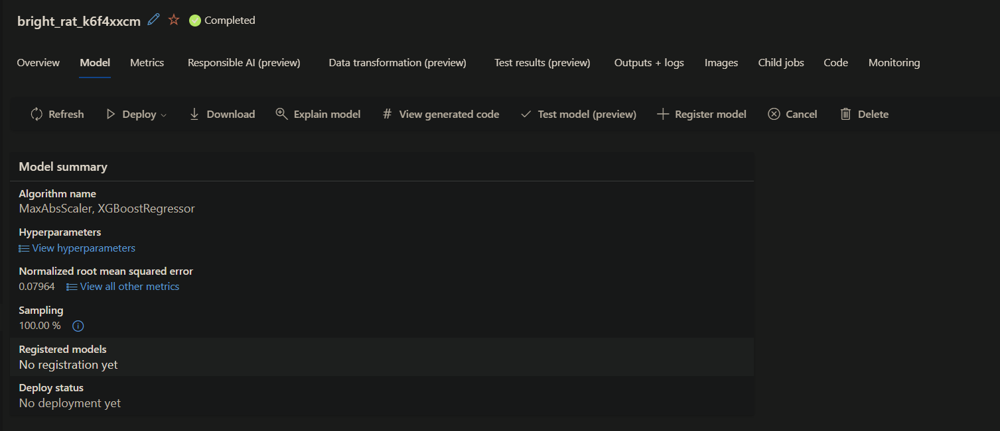 bright_rat_k6f4xxcm Completed
Overview Model Metrics Responsible AI (preview) Data transformation (preview) Test results (preview) Outputs + logs Images Child jobs Code Monitoring
Refresh Deploy Download Explain model # View generated code Test model (preview) Register model Cancel Delete
Model summary
Algorithm name
MaxAbsScaler, XGBoostRegressor
Hyperparameters
View hyperparameters
Normalized root mean squared error
0.07964 View all other metrics
Sampling
100.00 %
Registered models
No registration yet
Deploy status
No deployment yet